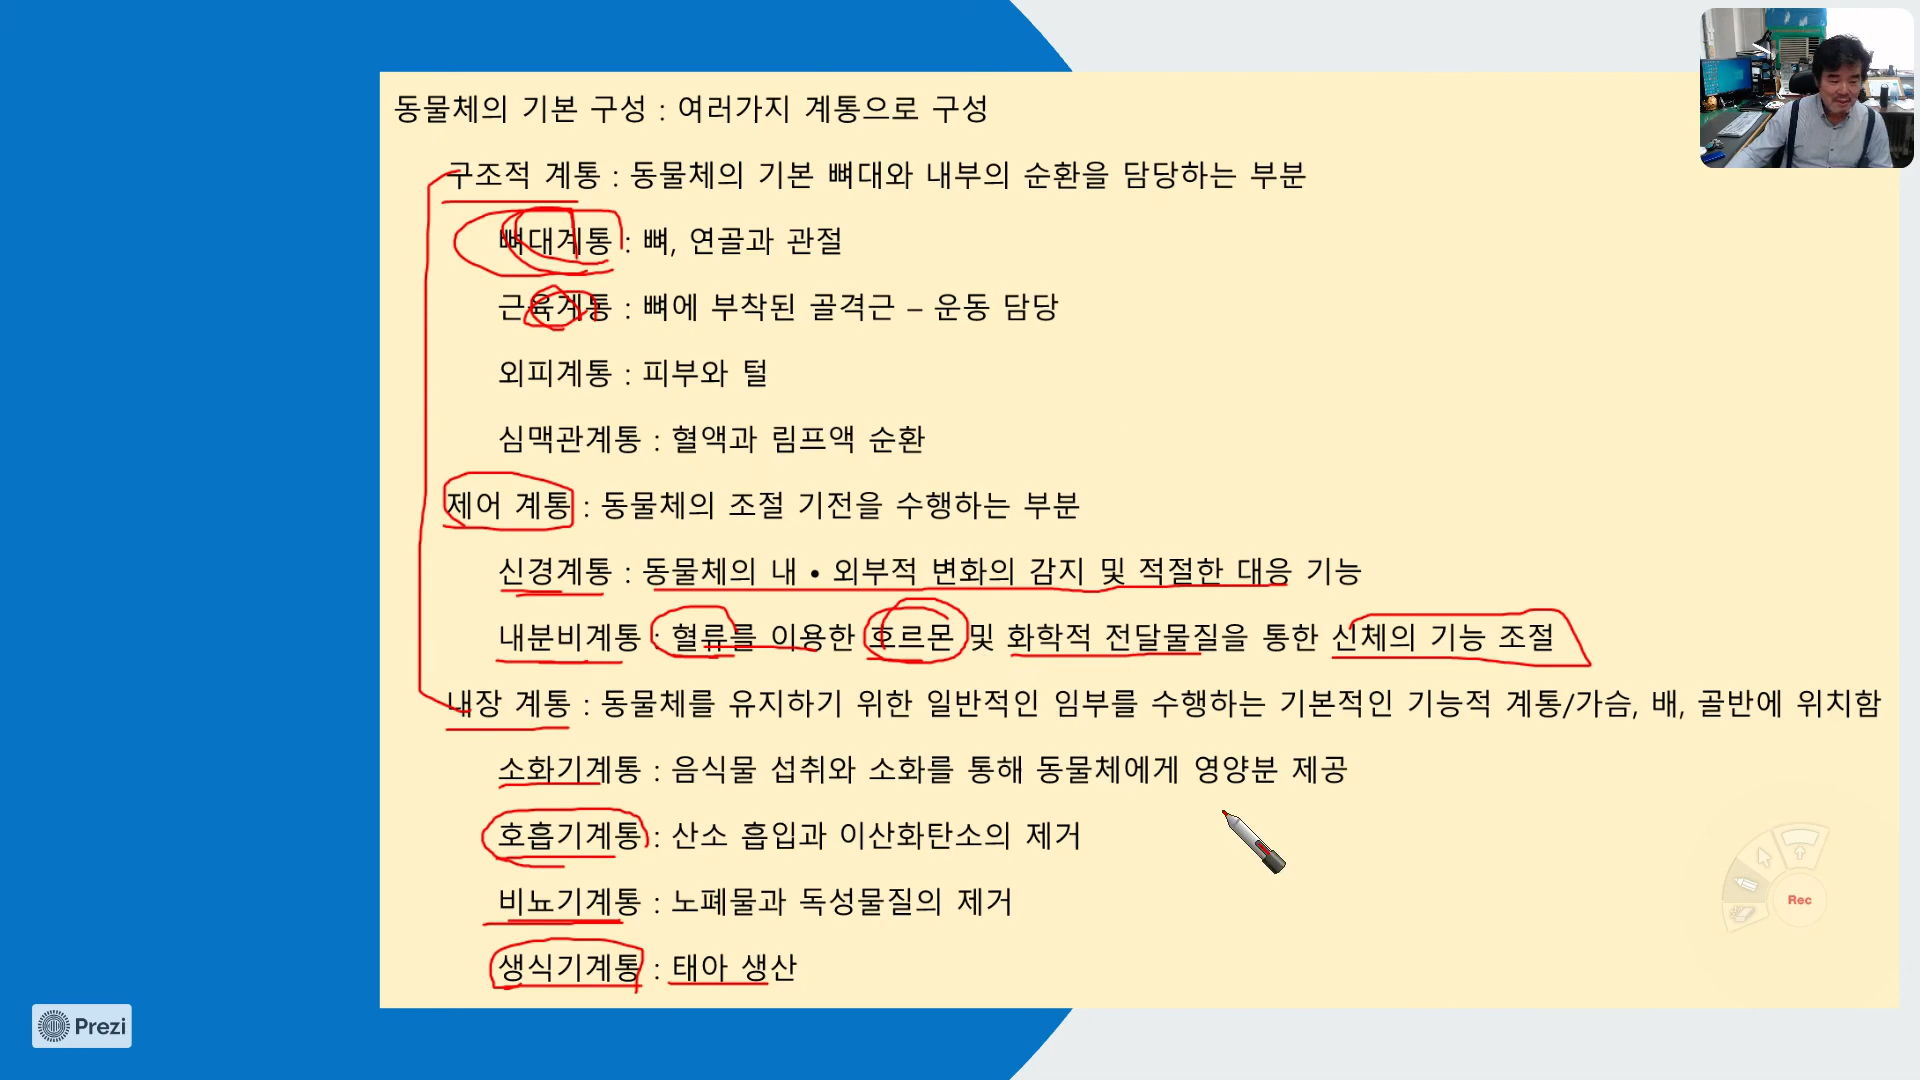 동물체의 기본 구성 : 여러가지 계통으로 구성
구조적 계통 : 동물체의 기본 뼈대와 내부의 순환을 담당하는 부분
뼈대계통 : 뼈, 연골과 관절
근육계통 : 뼈에 부착된 골격근 – 운동 담당
외피계통 : 피부와 털
심맥관계통 : 혈액과 림프액 순환
제어 계통 : 동물체의 조절 기전을 수행하는 부분
신경계통 : 동물체의 내 • 외부적 변화의 감지 및 적절한 대응 기능
내분비계통 : 혈류를 이용한 호르몬 및 화학적 전달물질을 통한 신체의 기능 조절
내장 계통 : 동물체를 유지하기 위한 일반적인 임부를 수행하는 기본적인 기능적 계통/가슴, 배, 골반에 위치함
소화기계통 : 음식물 섭취와 소화를 통해 동물체에게 영양분 제공
호흡기계통 : 산소 흡입과 이산화탄소의 제거
비뇨기계통 : 노폐물과 독성물질의 제거
생식기계통 : 태아 생산
Rec
Prezi